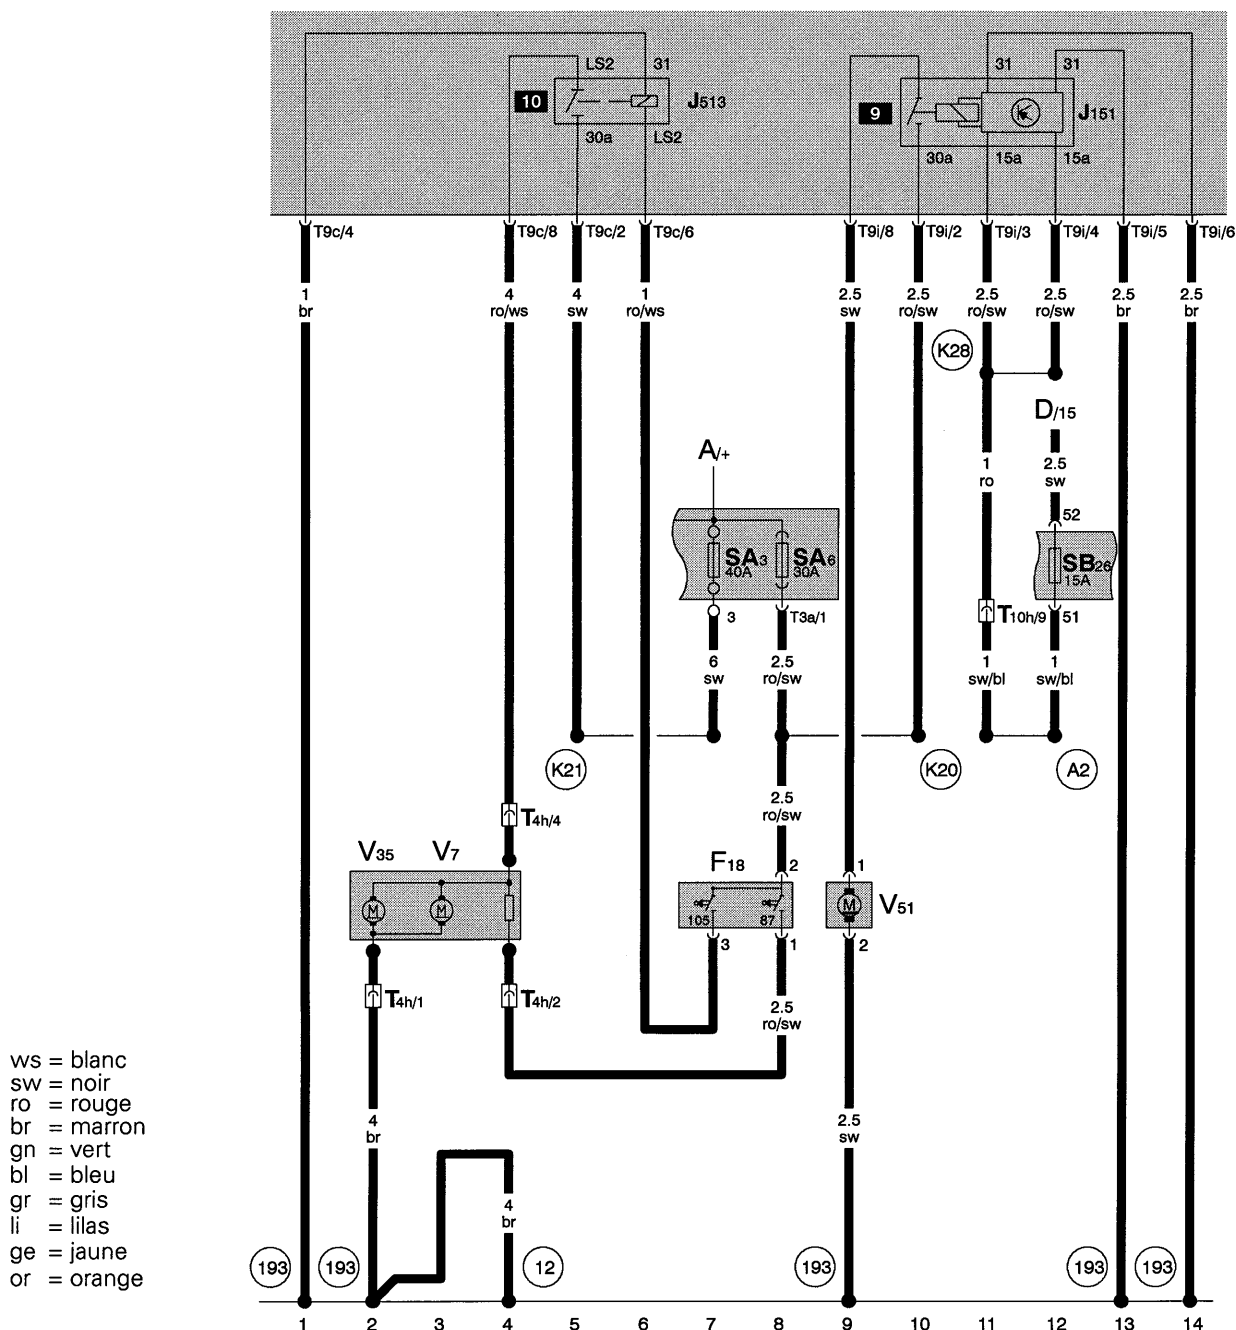 LS2 31 31 31
10 J513 9 J151
30a LS2 30a 15a 15a
T9c/4 T9c/8 T9c/2 T9c/6 T9i/8 T9i/2 T9i/3 T9i/4 T9i/5 T9i/6
1 4 4 1 2.5 2.5 2.5 2.5 2.5 2.5
br ro/ws sw ro/ws sw ro/sw ro/sw ro/sw br br
K28
D/15
A/+
1 2.5
ro sw
52
SA3 SA6 SB26
40A 30A 15A
3 T3a/1 T10h/9 51
6 2.5 1 1
sw ro/sw sw/bl sw/bl
K21 K20 A2
2.5
ro/sw
T4h/4
V35 V7 F18 2 1
M M 105 87 M V51
3 1 2
T4h/1 T4h/2
2.5
ro/sw
ws = blanc
sw = noir
ro = rouge
br = marron
gn = vert
bl = bleu
gr = gris
li = lilas
ge = jaune
or = orange
4 2.5
br sw
4
br
193 193 12 193 193 193
1 2 3 4 5 6 7 8 9 10 11 12 13 14